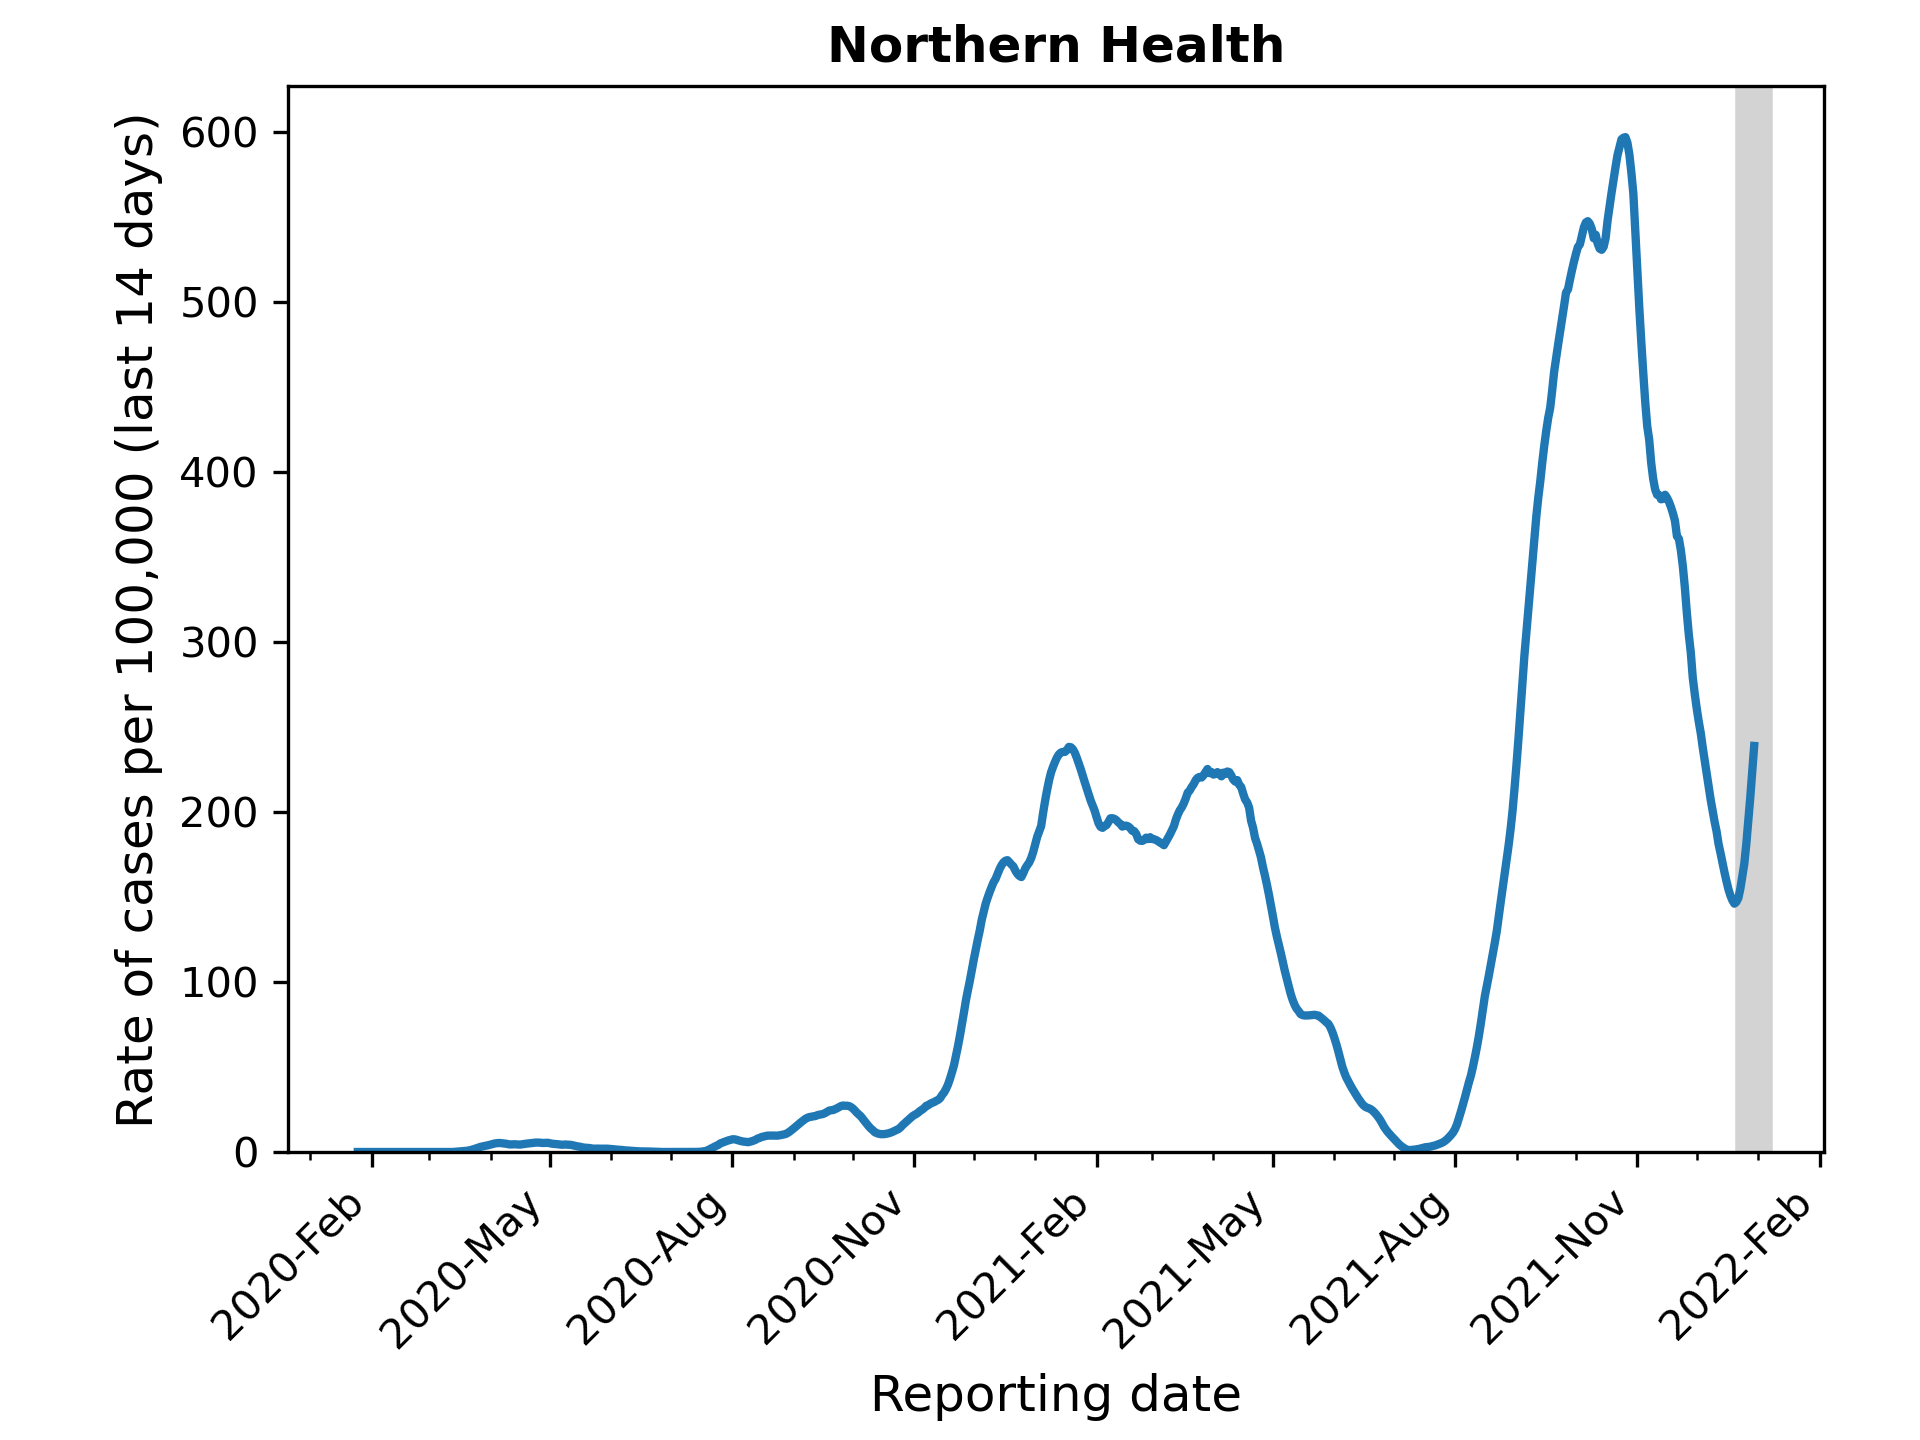 Northern Health
Rate of cases per 100,000 (last 14 days)
600
500
400
300
200
100
0
2020-Feb
2020-May
2020-Aug
2020-Nov
2021-Feb
2021-May
2021-Aug
2021-Nov
2022-Feb
Reporting date